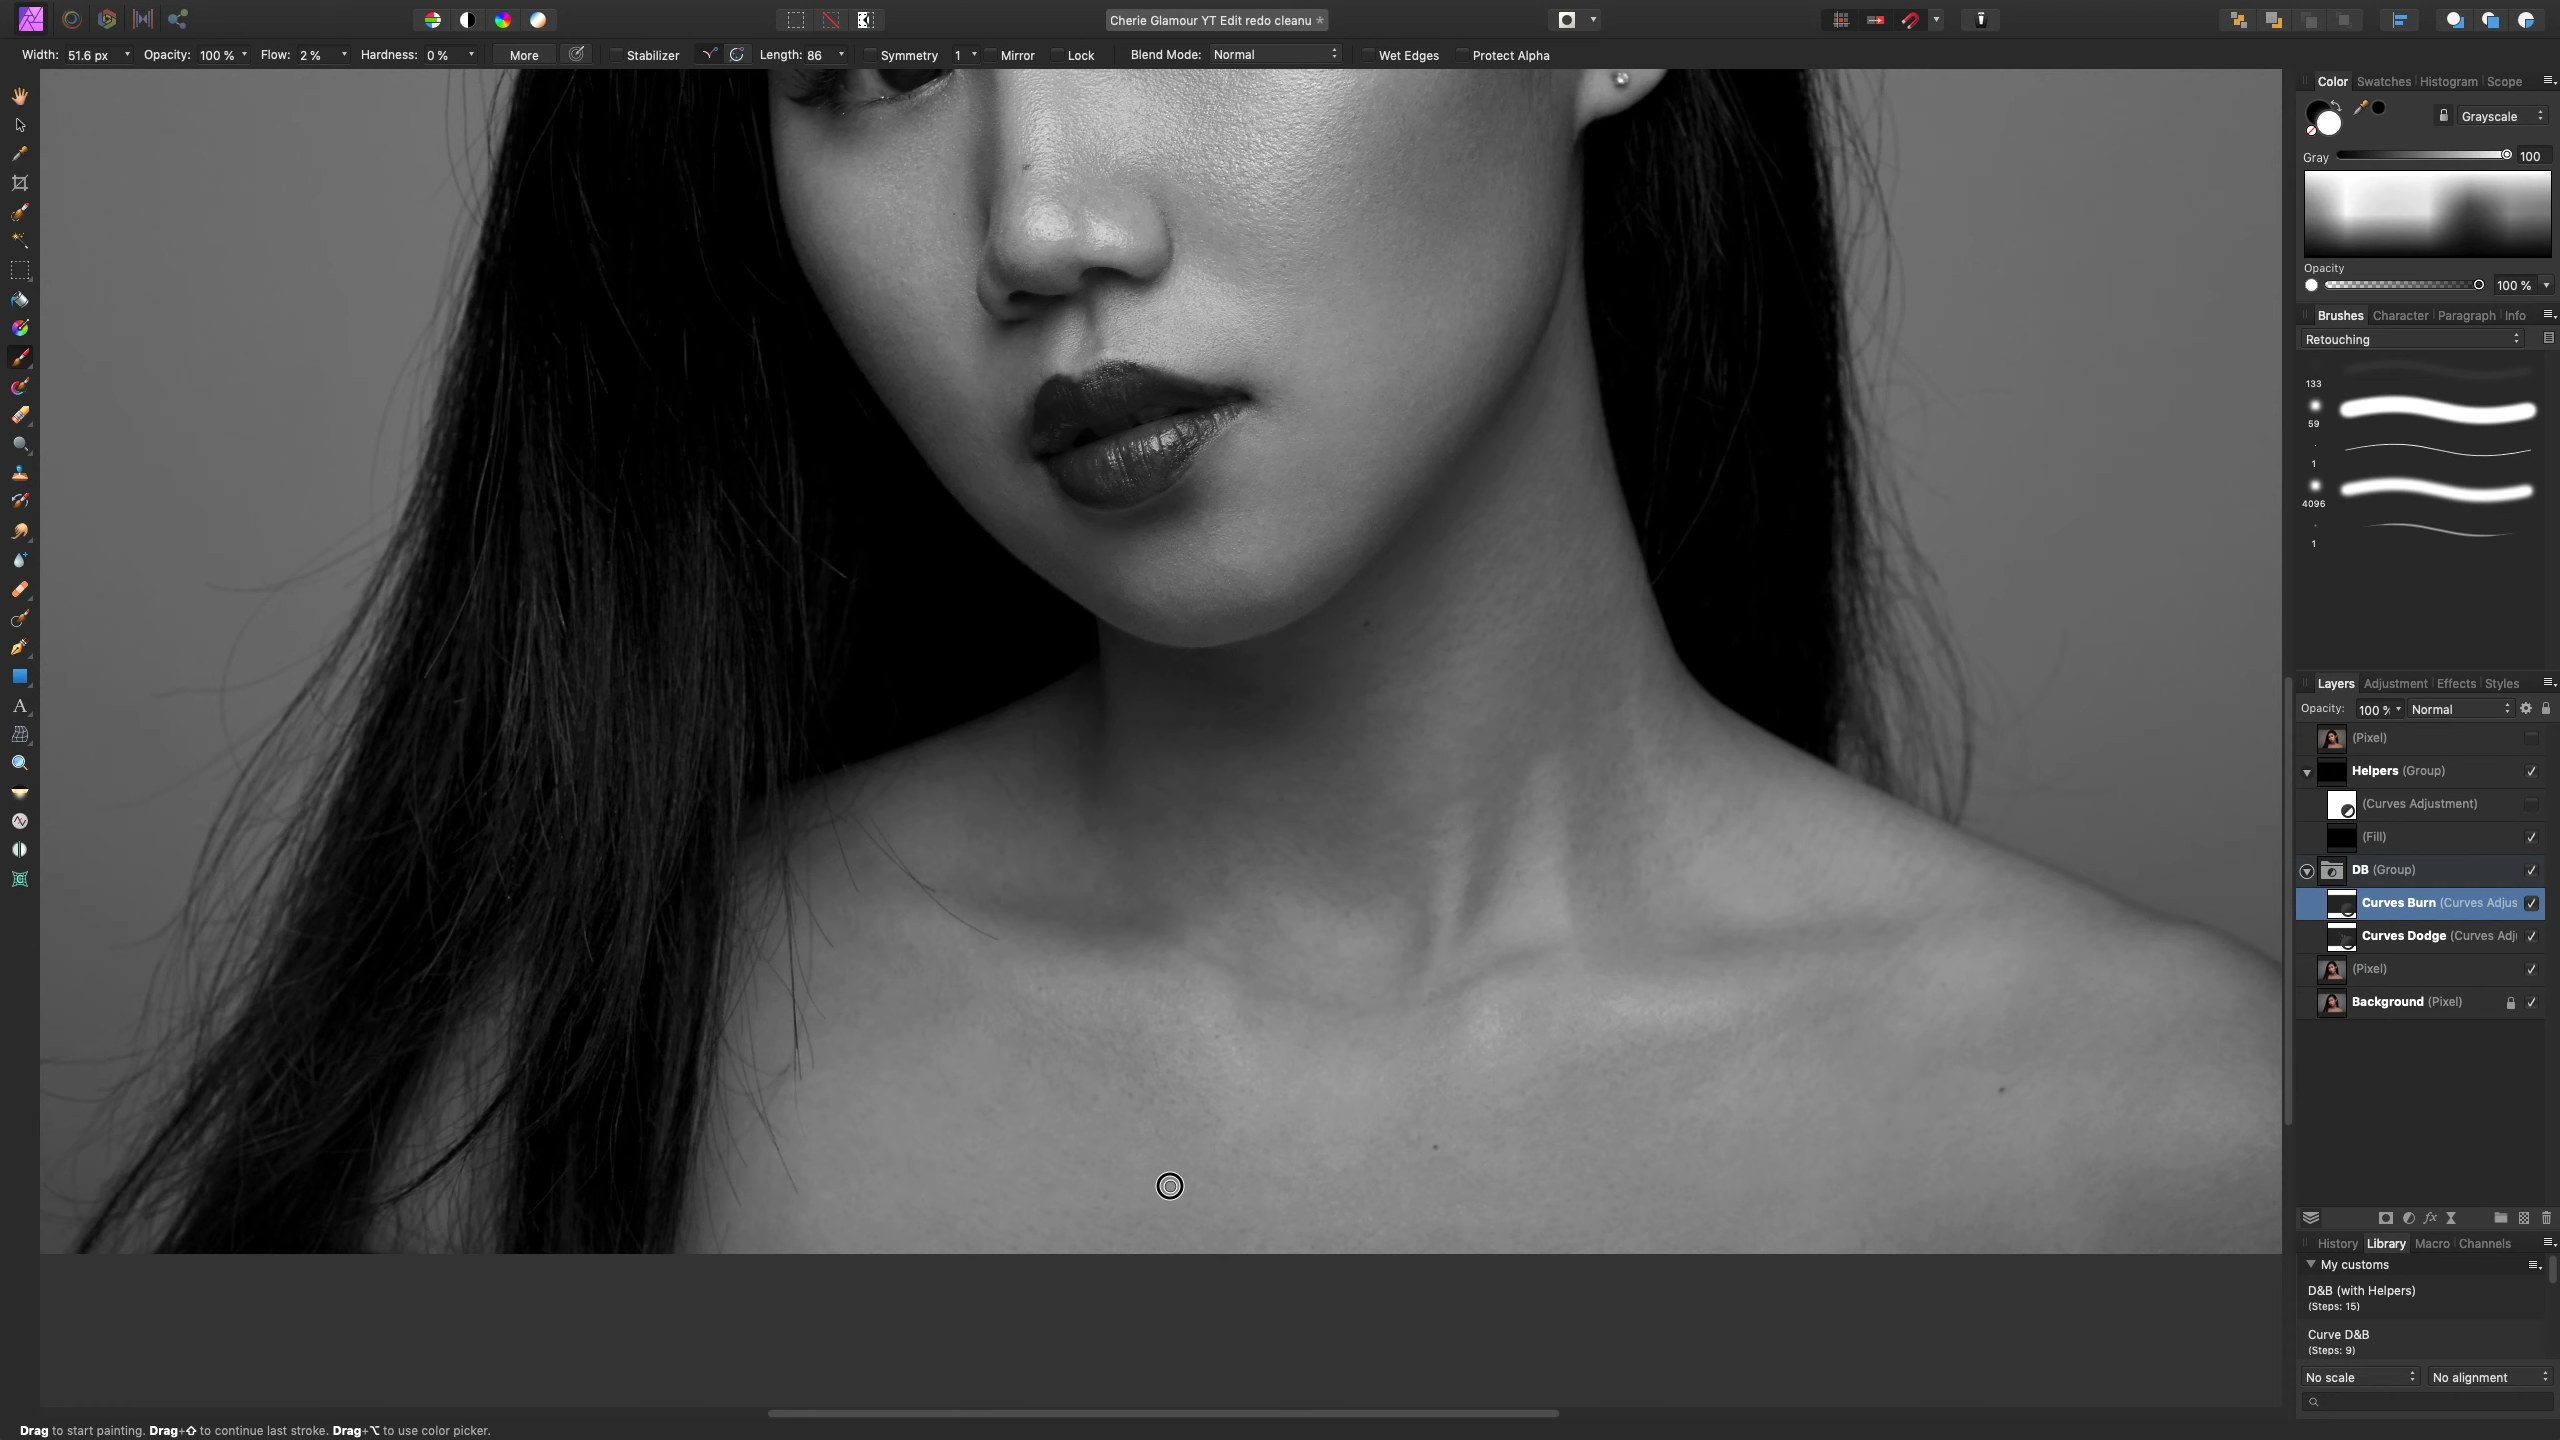 Cherie Glamour YT Edit redo cleanu *
Width: 51.6 px Opacity: 100 % Flow: 2 % Hardness: 0 % More Stabilizer Length: 86 Symmetry 1 Mirror Lock Blend Mode: Normal Wet Edges Protect Alpha
Color Swatches Histogram Scope
Grayscale
Gray 100
Opacity
100 %
Brushes Character Paragraph Info
Retouching
133
59
1
4096
1
Layers Adjustment Effects Styles
Opacity: 100 % Normal
(Pixel)
Helpers (Group)
(Curves Adjustment)
(Fill)
DB (Group)
Curves Burn (Curves Adjus
Curves Dodge (Curves Adj
(Pixel)
Background (Pixel)
fx
History Library Macro Channels
My customs
D&B (with Helpers)
(Steps: 15)
Curve D&B
(Steps: 9)
No scale No alignment
Drag to start painting. Drag+⇧ to continue last stroke. Drag+⌥ to use color picker.